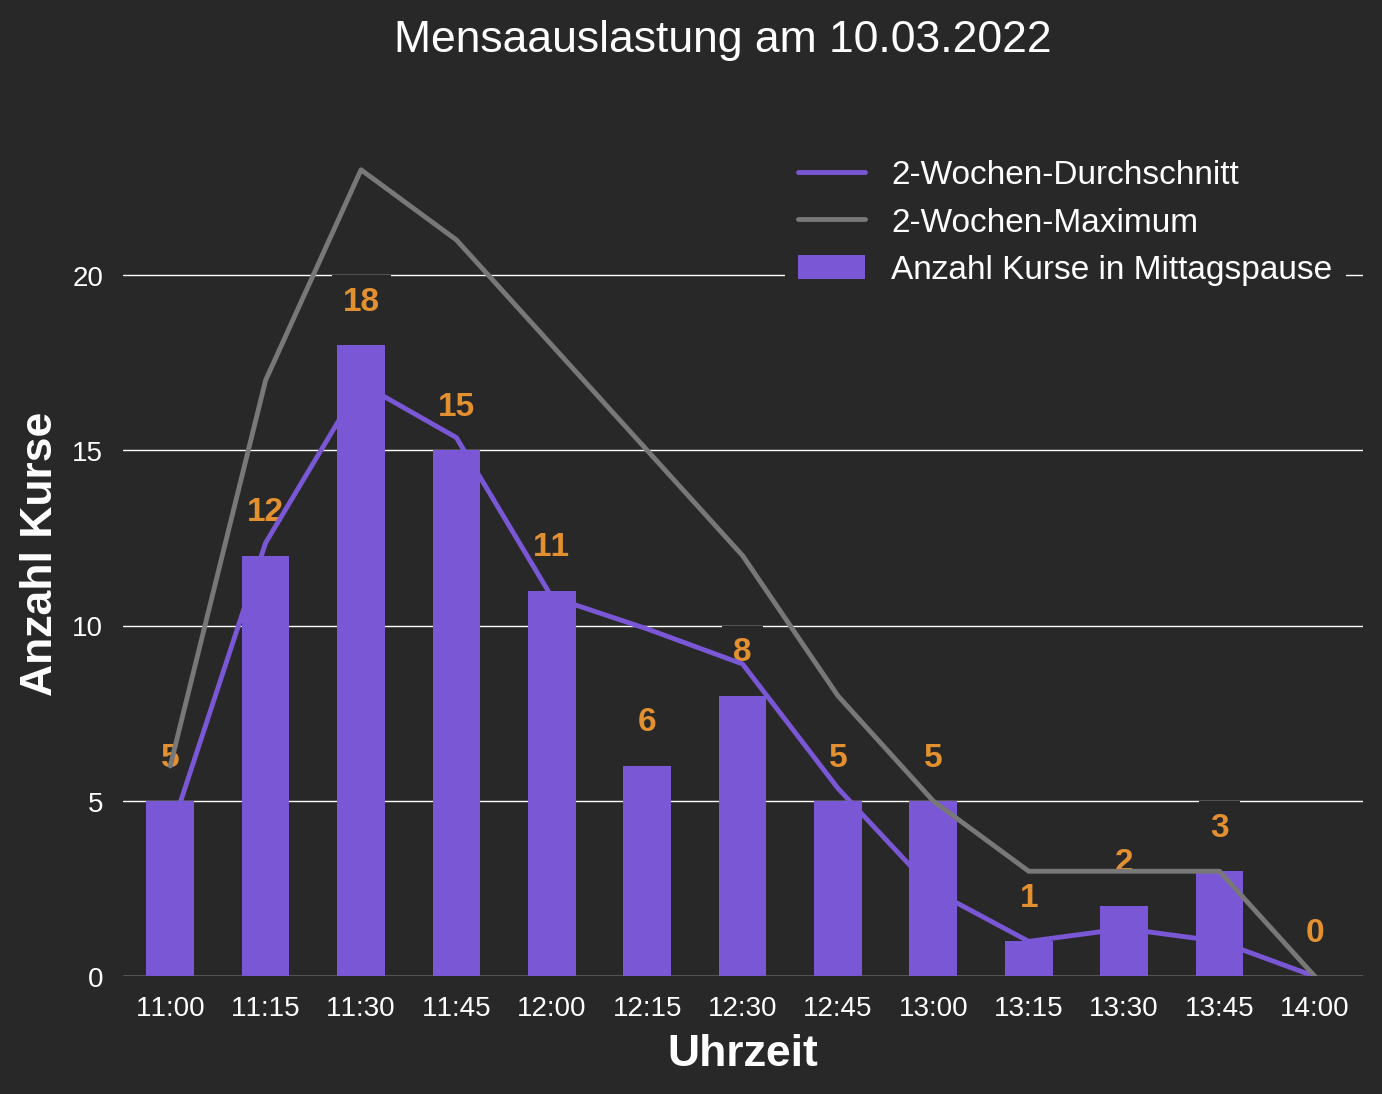 Mensaauslastung am 10.03.2022
2-Wochen-Durchschnitt
2-Wochen-Maximum
Anzahl Kurse in Mittagspause
Anzahl Kurse
20
15
10
5
0
5
12
18
15
11
6
8
5
5
1
2
3
0
11:00 11:15 11:30 11:45 12:00 12:15 12:30 12:45 13:00 13:15 13:30 13:45 14:00
Uhrzeit